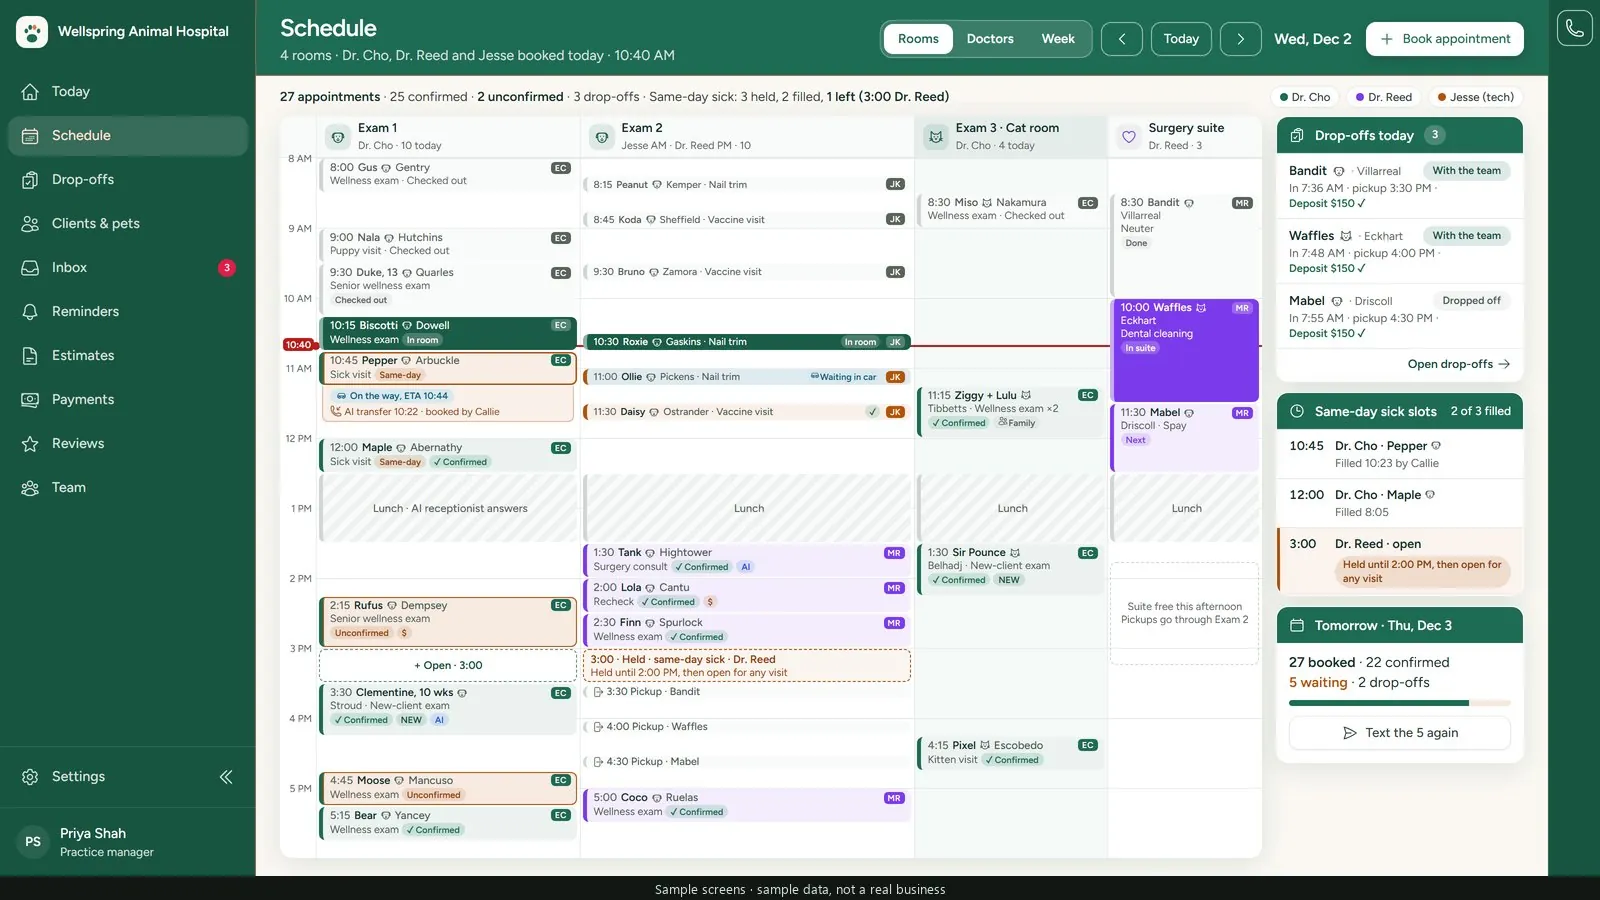 Wellspring Animal Hospital
Today
Schedule
Drop-offs
Clients & pets
Inbox
3
Reminders
Estimates
Payments
Reviews
Team
Settings
PS
Priya Shah
Practice manager
Schedule
4 rooms · Dr. Cho, Dr. Reed and Jesse booked today · 10:40 AM
Rooms
Doctors
Week
Today
Wed, Dec 2
Book appointment
27 appointments · 25 confirmed · 2 unconfirmed · 3 drop-offs · Same-day sick: 3 held, 2 filled, 1 left (3:00 Dr. Reed)
Dr. Cho
Dr. Reed
Jesse (tech)
Exam 1
Dr. Cho · 10 today
Exam 2
Jesse AM · Dr. Reed PM · 10
Exam 3 · Cat room
Dr. Cho · 4 today
Surgery suite
Dr. Reed · 3
8 AM
9 AM
10 AM
10:40
11 AM
12 PM
1 PM
2 PM
3 PM
4 PM
5 PM
8:00 Gus Gentry EC
Wellness exam · Checked out
9:00 Nala Hutchins EC
Puppy visit · Checked out
9:30 Duke, 13 Quarles EC
Senior wellness exam
Checked out
10:15 Biscotti Dowell EC
Wellness exam In room
10:45 Pepper Arbuckle EC
Sick visit Same-day
On the way, ETA 10:44
AI transfer 10:22 · booked by Callie
12:00 Maple Abernathy EC
Sick visit Same-day ✓ Confirmed
Lunch · AI receptionist answers
2:15 Rufus Dempsey EC
Senior wellness exam
Unconfirmed $
+ Open · 3:00
3:30 Clementine, 10 wks EC
Stroud · New-client exam
✓ Confirmed NEW AI
4:45 Moose Mancuso EC
Wellness exam Unconfirmed
5:15 Bear Yancey EC
Wellness exam ✓ Confirmed
8:15 Peanut Kemper · Nail trim JK
8:45 Koda Sheffield · Vaccine visit JK
9:30 Bruno Zamora · Vaccine visit JK
10:30 Roxie Gaskins · Nail trim In room JK
11:00 Ollie Pickens · Nail trim Waiting in car JK
11:30 Daisy Ostrander · Vaccine visit ✓ JK
Lunch
1:30 Tank Hightower MR
Surgery consult ✓ Confirmed AI
2:00 Lola Cantu MR
Recheck ✓ Confirmed $
2:30 Finn Spurlock MR
Wellness exam ✓ Confirmed
3:00 · Held · same-day sick · Dr. Reed
Held until 2:00 PM, then open for any visit
3:30 Pickup · Bandit
4:00 Pickup · Waffles
4:30 Pickup · Mabel
5:00 Coco Ruelas MR
Wellness exam ✓ Confirmed
8:30 Miso Nakamura EC
Wellness exam · Checked out
11:15 Ziggy + Lulu EC
Tibbetts · Wellness exam ×2
✓ Confirmed Family
Lunch
1:30 Sir Pounce EC
Belhadj · New-client exam
✓ Confirmed NEW
4:15 Pixel Escobedo EC
Kitten visit ✓ Confirmed
8:30 Bandit MR
Villarreal
Neuter
Done
10:00 Waffles MR
Eckhart
Dental cleaning
In suite
11:30 Mabel MR
Driscoll · Spay
Next
Lunch
Suite free this afternoon
Pickups go through Exam 2
Drop-offs today 3
Bandit · Villarreal With the team
In 7:36 AM · pickup 3:30 PM ·
Deposit $150 ✓
Waffles · Eckhart With the team
In 7:48 AM · pickup 4:00 PM ·
Deposit $150 ✓
Mabel · Driscoll Dropped off
In 7:55 AM · pickup 4:30 PM ·
Deposit $150 ✓
Open drop-offs →
Same-day sick slots 2 of 3 filled
10:45 Dr. Cho · Pepper
Filled 10:23 by Callie
12:00 Dr. Cho · Maple
Filled 8:05
3:00 Dr. Reed · open
Held until 2:00 PM, then open for
any visit
Tomorrow · Thu, Dec 3
27 booked · 22 confirmed
5 waiting · 2 drop-offs
Text the 5 again
Sample screens · sample data, not a real business